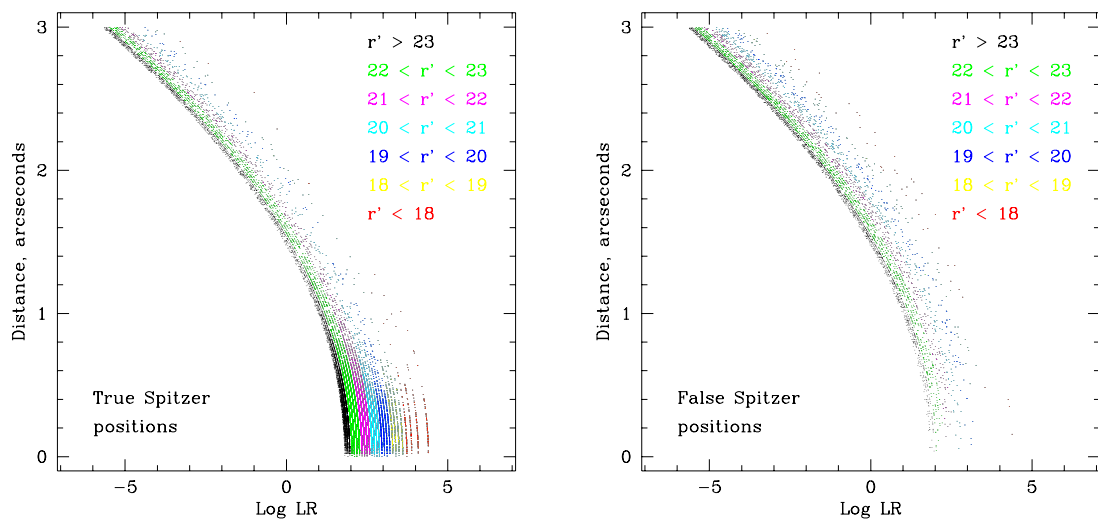 3
2
1
0
Distance, arcseconds
r' > 23
22 < r' < 23
21 < r' < 22
20 < r' < 21
19 < r' < 20
18 < r' < 19
r' < 18
True Spitzer
positions
−5
0
5
Log LR
3
2
1
0
Distance, arcseconds
r' > 23
22 < r' < 23
21 < r' < 22
20 < r' < 21
19 < r' < 20
18 < r' < 19
r' < 18
False Spitzer
positions
−5
0
5
Log LR